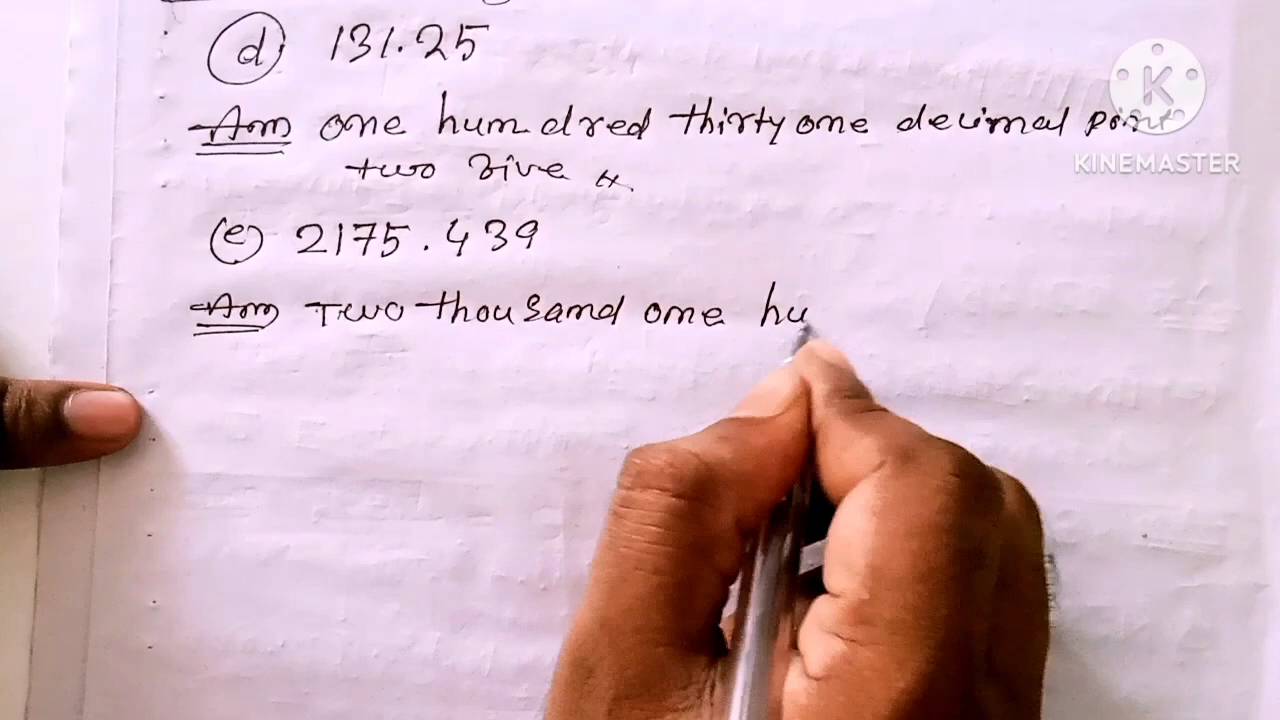 (d) 131.25
Ans one hundred thirty one decimal point
two five
(e) 2175.439
Ans Two thousand one hu
K
KINEMASTER